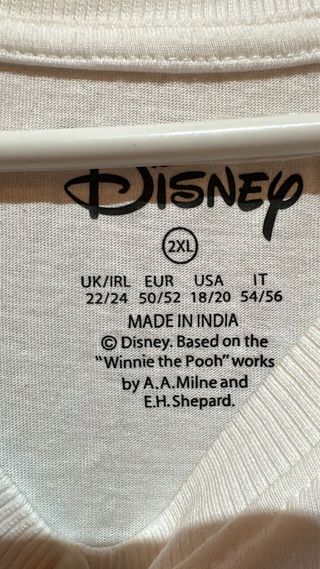 Disney
2XL
UK/IRL EUR USA IT
22/24 50/52 18/20 54/56
MADE IN INDIA
© Disney. Based on the
“Winnie the Pooh” works
by A.A.Milne and
E.H. Shepard.